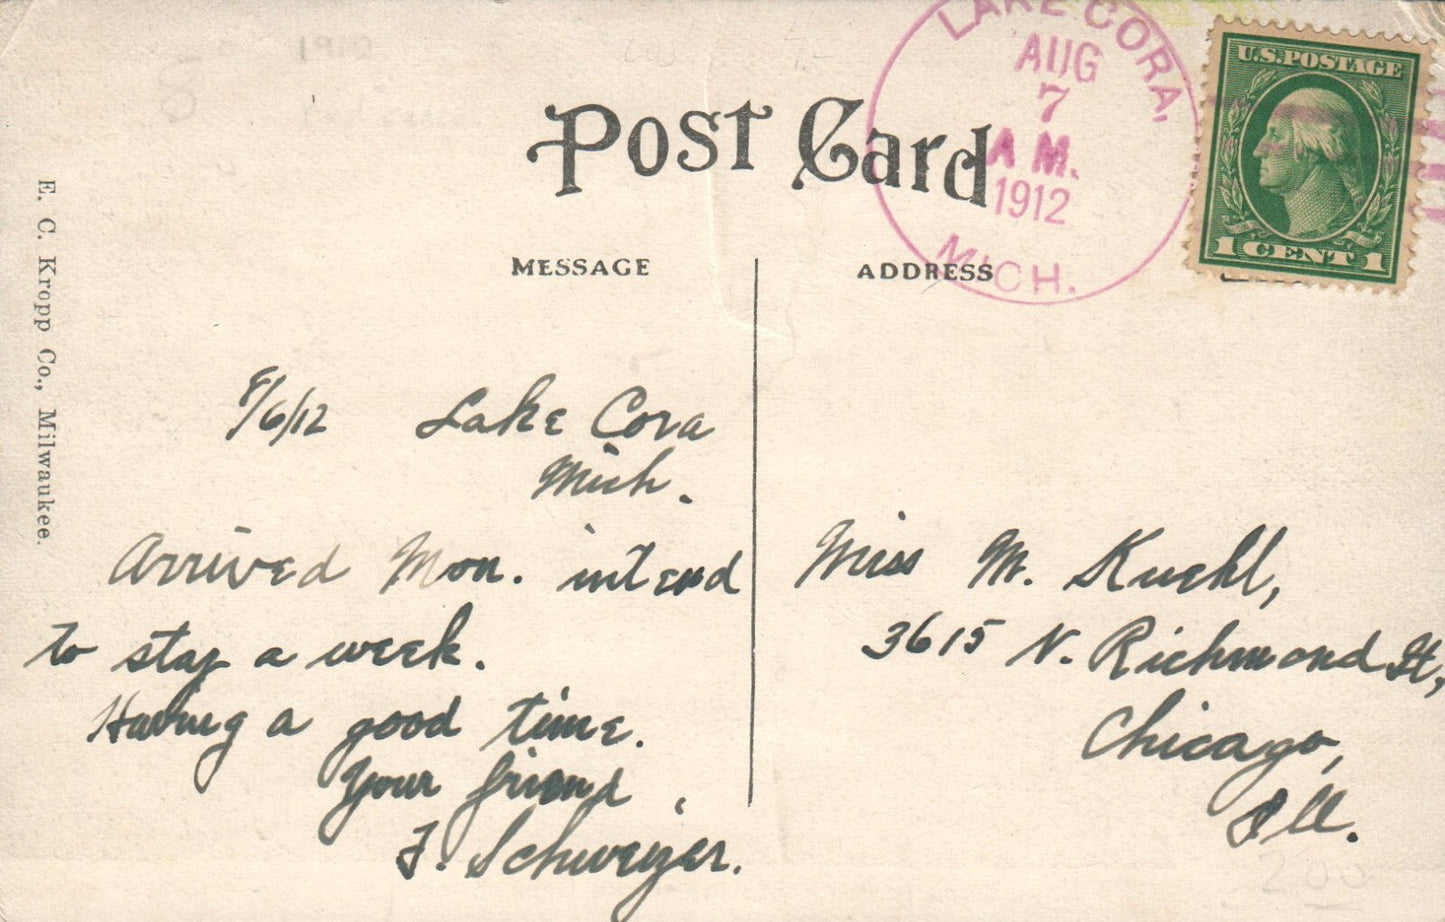 Post Card
LAKE CORA,
AUG
7
A M.
1912
MICH.
U.S. POSTAGE
1 CENT 1
E. C. Kropp Co., Milwaukee.
MESSAGE
ADDRESS
8/6/12 Lake Cora
Mich.
Arrived Mon. intend
to stay a week.
Having a good time.
Your friend,
F. Schweizer.
Miss M. Kuehl,
3615 N. Richmond St,
Chicago,
Ill.
200